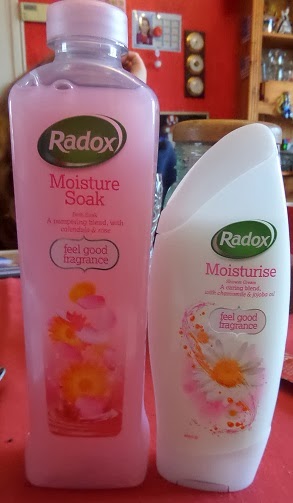 Radox
Moisture
Soak
Bath Soak
A pampering blend, with
calendula & rose
feel good
fragrance
Radox
Moisturise
Shower Cream
A caring blend,
with chamomile & jojoba oil
feel good
fragrance